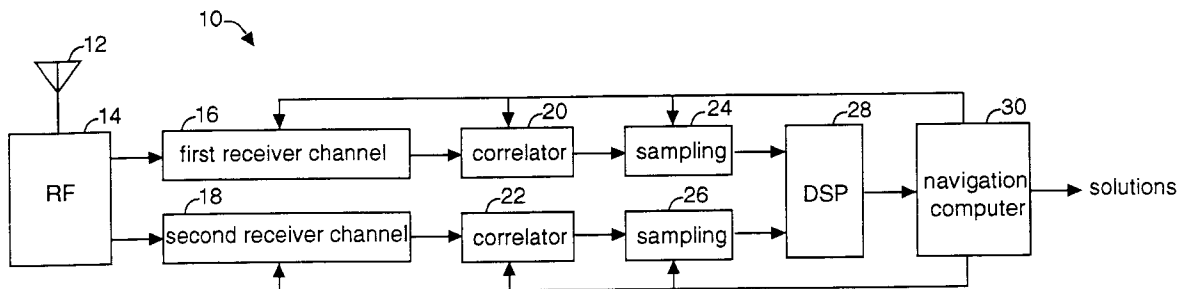 10
12
14
RF
16
first receiver channel
20
correlator
24
sampling
28
DSP
30
navigation
computer
solutions
18
second receiver channel
22
correlator
26
sampling